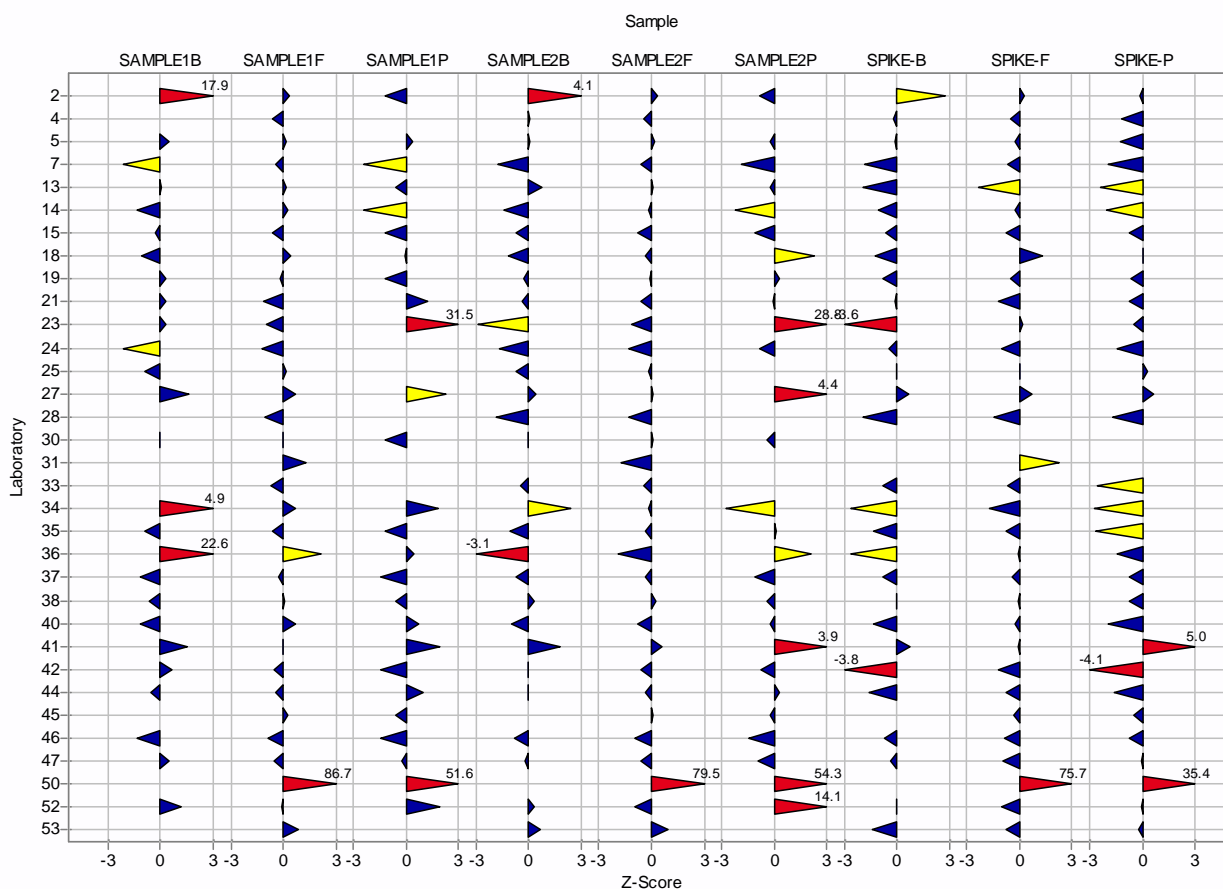 Sample
SAMPLE1B SAMPLE1F SAMPLE1P SAMPLE2B SAMPLE2F SAMPLE2P SPIKE-B SPIKE-F SPIKE-P
2 17.9 4.1
4
5
7
13
14
15
18
19
21
23 31.5 28.8 -3.6
24
25
27 4.4
28
30
31
33
34 4.9
35
36 22.6 -3.1
37
38
40
41 3.9 5.0
42 -3.8 -4.1
44
45
46
47
50 86.7 51.6 79.5 54.3 75.7 35.4
52 14.1
53
Laboratory
-3 0 3 -3 0 3 -3 0 3 -3 0 3 -3 0 3 -3 0 3 -3 0 3 -3 0 3 -3 0 3
Z-Score